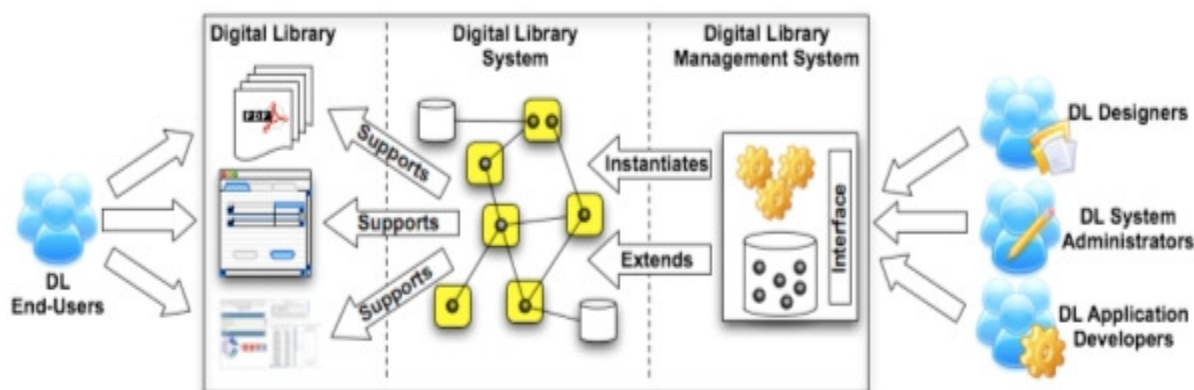 Digital Library
Digital Library
System
Digital Library
Management System
PDF
Supports
Supports
Supports
Instantiates
Extends
Interface
DL
End-Users
DL Designers
DL System
Administrators
DL Application
Developers